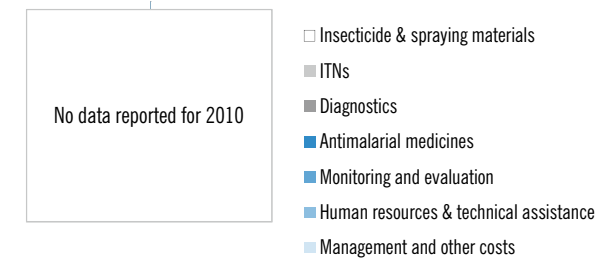 No data reported for 2010
Insecticide & spraying materials
ITNs
Diagnostics
Antimalarial medicines
Monitoring and evaluation
Human resources & technical assistance
Management and other costs